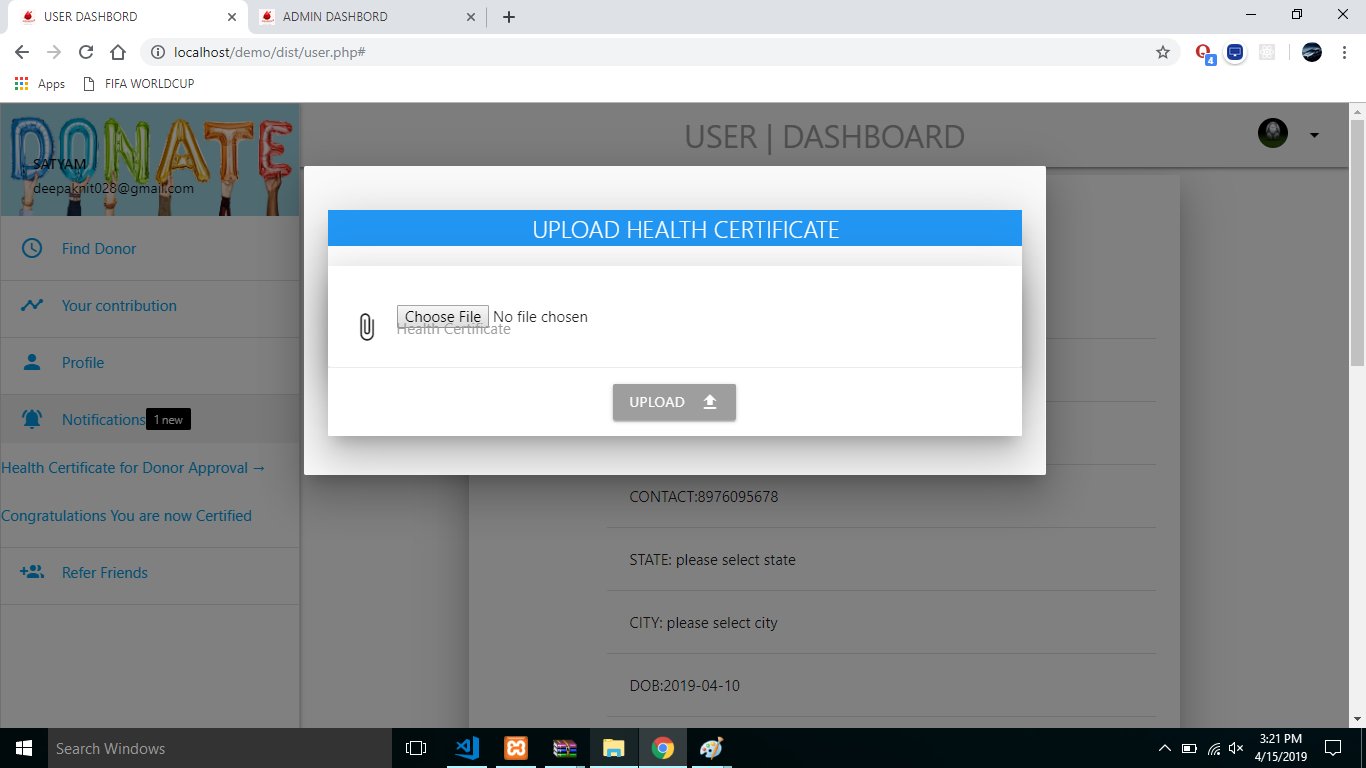 USER DASHBORD
ADMIN DASHBORD
localhost/demo/dist/user.php#
4
Apps
FIFA WORLDCUP
DONATE
SATYAM
deepaknit028@gmail.com
USER | DASHBOARD
Find Donor
Your contribution
Profile
Notifications 1 new
Health Certificate for Donor Approval →
Congratulations You are now Certified
Refer Friends
UPLOAD HEALTH CERTIFICATE
Choose File No file chosen
Health Certificate
UPLOAD
CONTACT:8976095678
STATE: please select state
CITY: please select city
DOB:2019-04-10
Search Windows
3:21 PM
4/15/2019